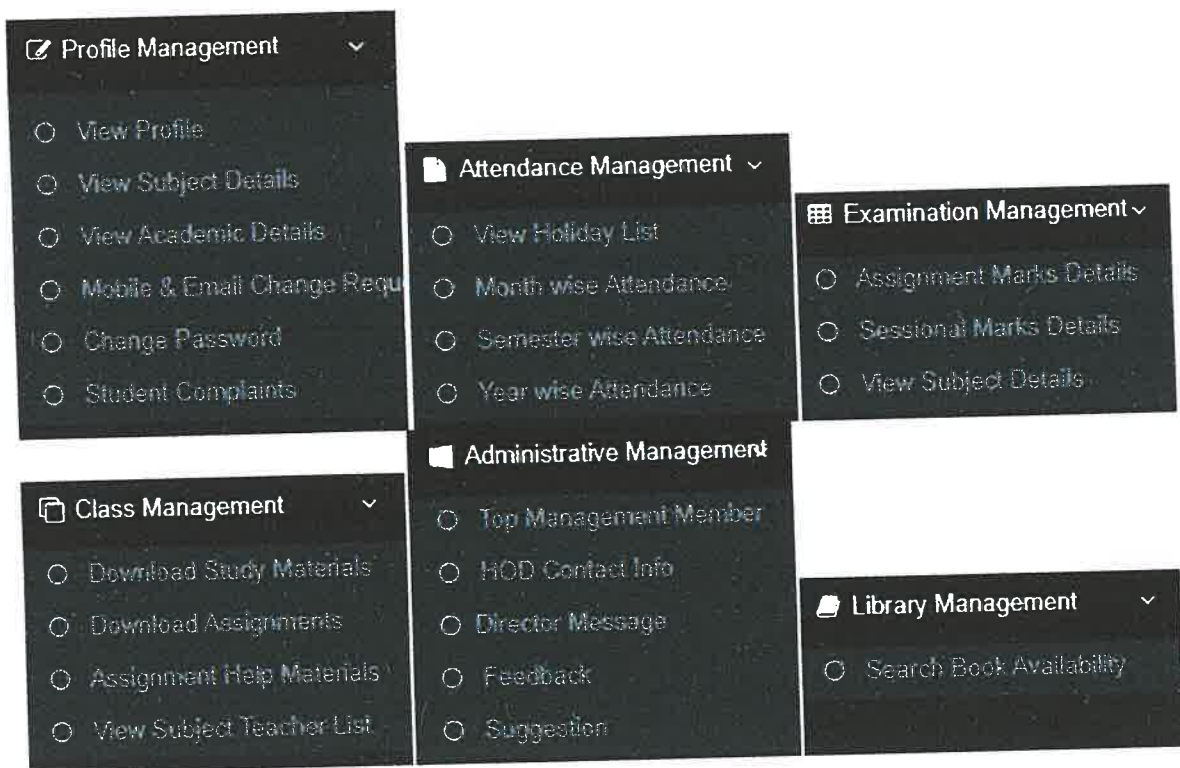 Profile Management
View Profile
View Subject Details
View Academic Details
Mobile & Email Change Requ
Change Password
Student Complaints
Attendance Management
View Holiday List
Month wise Attendance
Semester wise Attendance
Year wise Attendance
Examination Management
Assignment Marks Details
Sessional Marks Details
View Subject Details
Class Management
Download Study Materials
Download Assignments
Assignment Help Materials
View Subject Teacher List
Administrative Management
Top Management Member
HOD Contact Info
Director Message
Feedback
Suggestion
Library Management
Search Book Availability